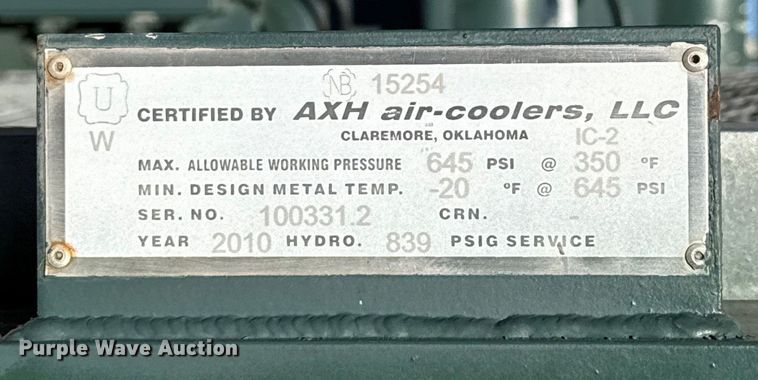 NB 15254
U
CERTIFIED BY AXH air-coolers, LLC
W
CLAREMORE, OKLAHOMA IC-2
MAX. ALLOWABLE WORKING PRESSURE 645 PSI @ 350 °F
MIN. DESIGN METAL TEMP. -20 °F @ 645 PSI
SER. NO. 100331.2 CRN. -
YEAR 2010 HYDRO. 839 PSIG SERVICE
Purple Wave Auction